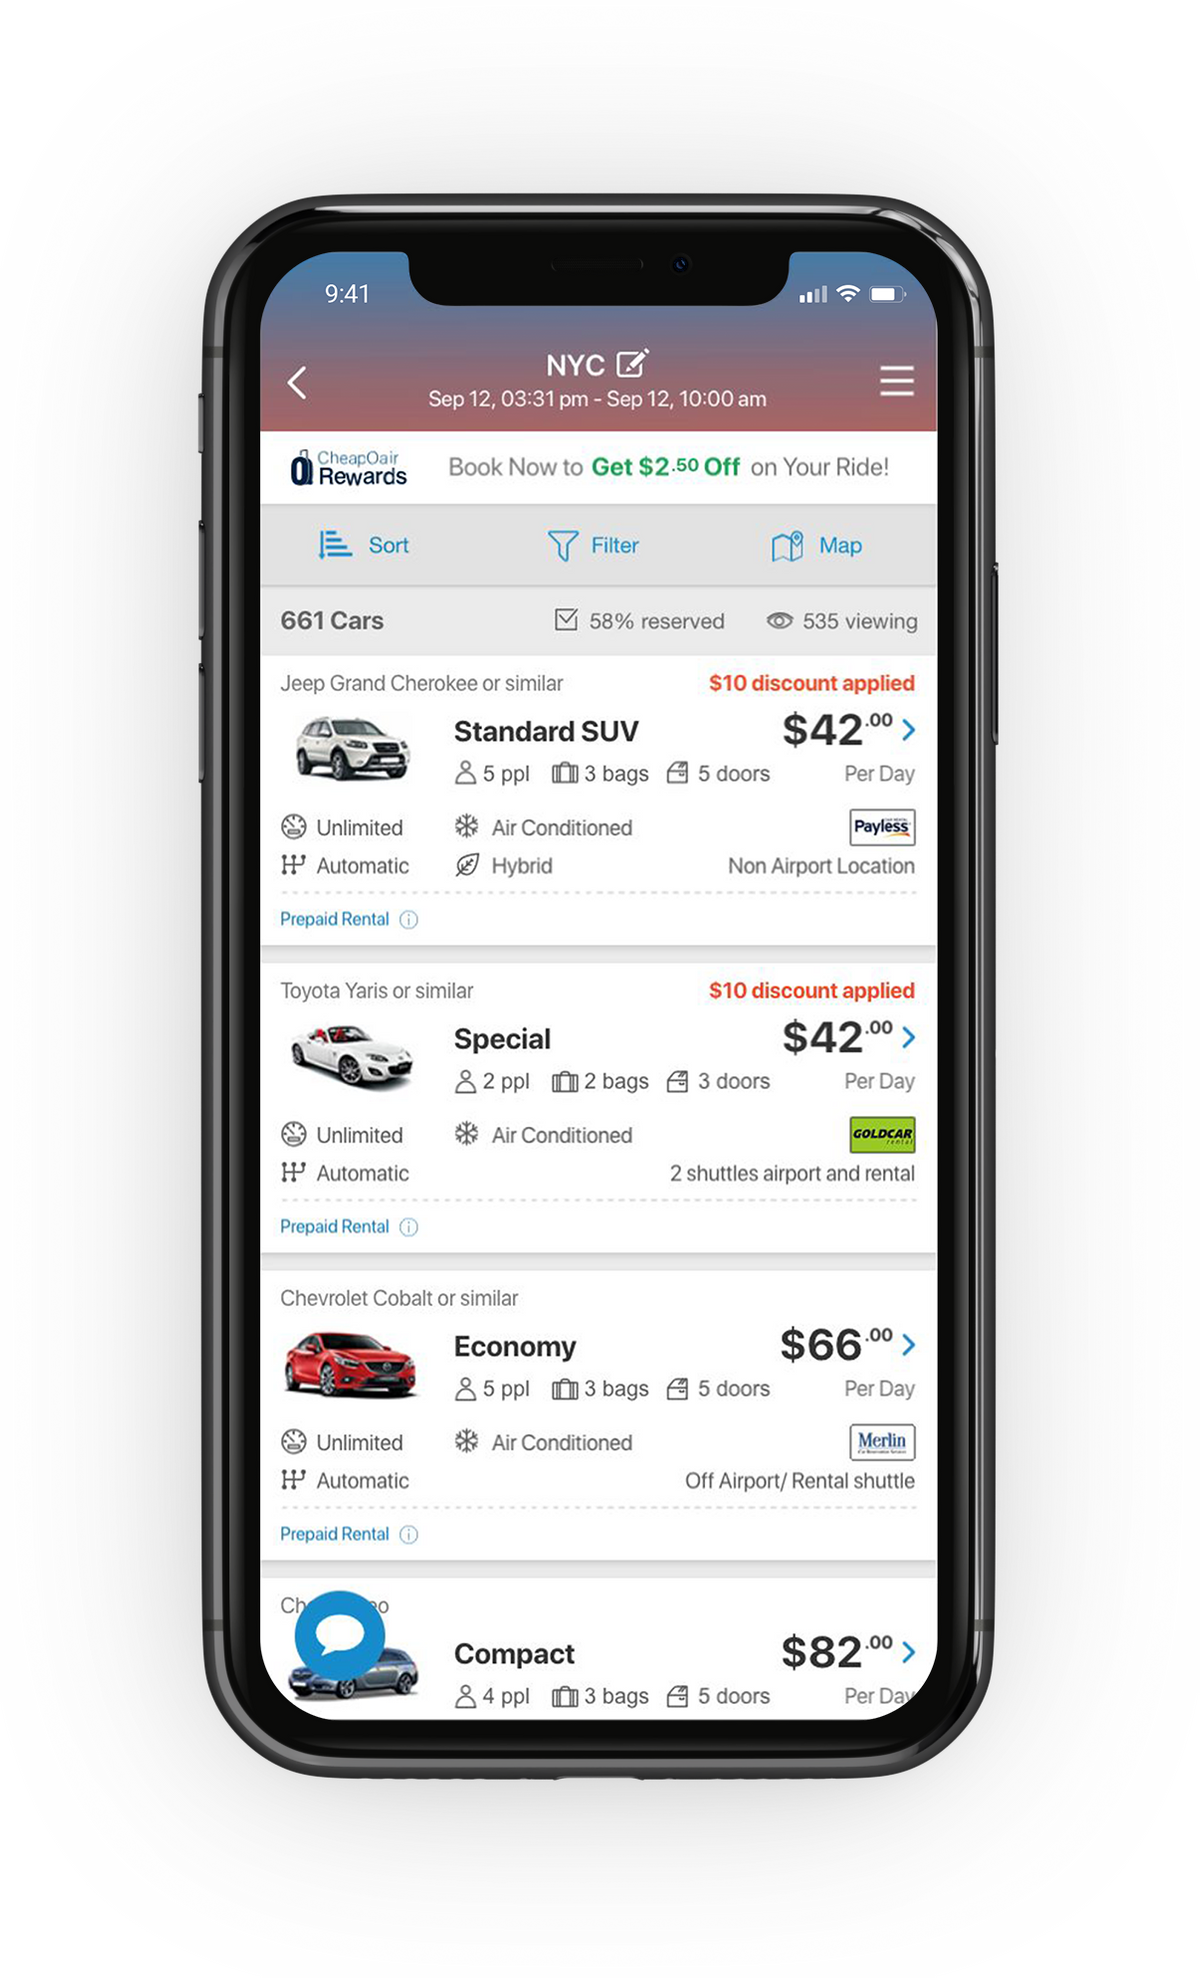 9:41
NYC
Sep 12, 03:31 pm - Sep 12, 10:00 am
CheapOair
Rewards
Book Now to Get $2.50 Off on Your Ride!
Sort
Filter
Map
661 Cars
58% reserved
535 viewing
Jeep Grand Cherokee or similar
$10 discount applied
Standard SUV
$42.00
5 ppl 3 bags 5 doors
Per Day
Unlimited
Air Conditioned
Payless
Automatic
Hybrid
Non Airport Location
Prepaid Rental
Toyota Yaris or similar
$10 discount applied
Special
$42.00
2 ppl 2 bags 3 doors
Per Day
Unlimited
Air Conditioned
GOLDCAR
rental
Automatic
2 shuttles airport and rental
Prepaid Rental
Chevrolet Cobalt or similar
Economy
$66.00
5 ppl 3 bags 5 doors
Per Day
Unlimited
Air Conditioned
Merlin
Automatic
Off Airport/ Rental shuttle
Prepaid Rental
Compact
$82.00
4 ppl 3 bags 5 doors
Per Day